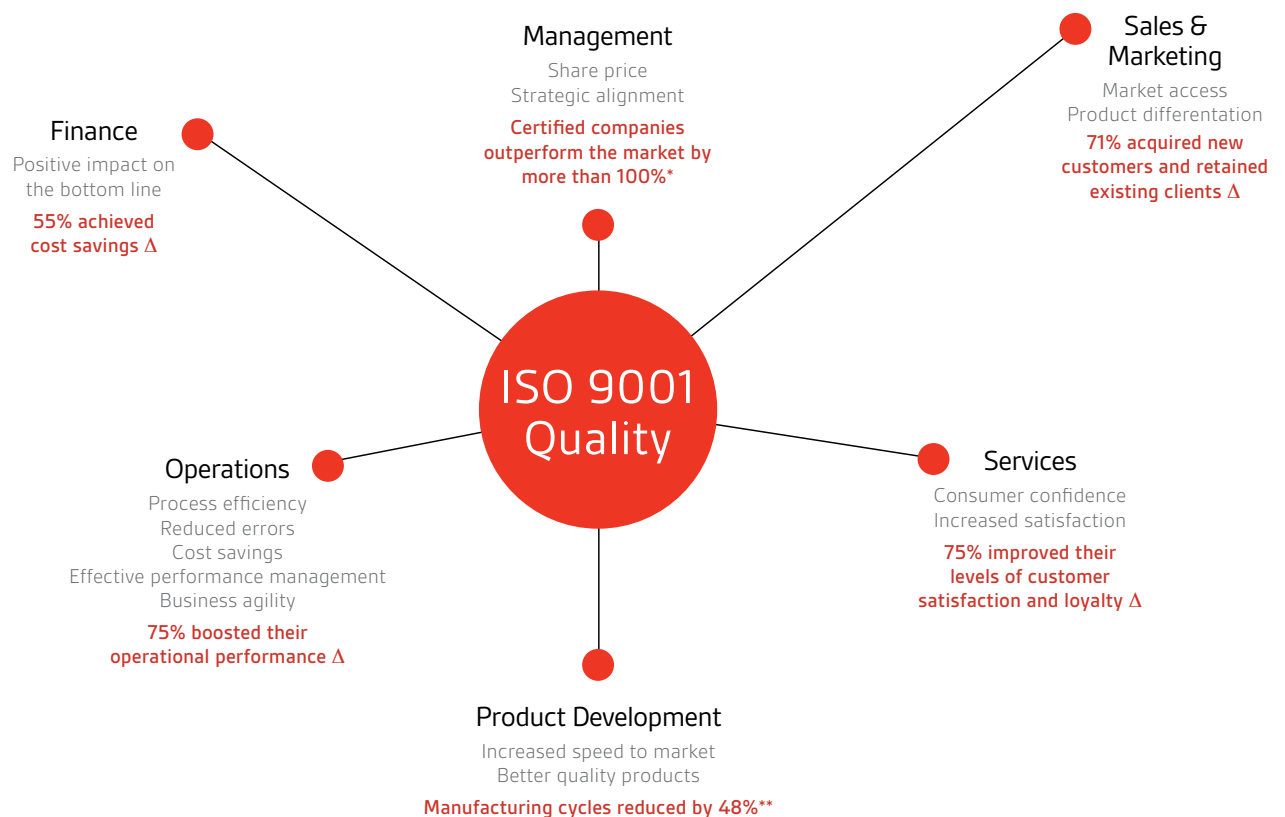 Management
Share price
Strategic alignment
Certified companies
outperform the market by
more than 100%*
Sales &
Marketing
Market access
Product differentation
71% acquired new
customers and retained
existing clients Δ
Finance
Positive impact on
the bottom line
55% achieved
cost savings Δ
ISO 9001
Quality
Operations
Process efficiency
Reduced errors
Cost savings
Effective performance management
Business agility
75% boosted their
operational performance Δ
Services
Consumer confidence
Increased satisfaction
75% improved their
levels of customer
satisfaction and loyalty Δ
Product Development
Increased speed to market
Better quality products
Manufacturing cycles reduced by 48%**